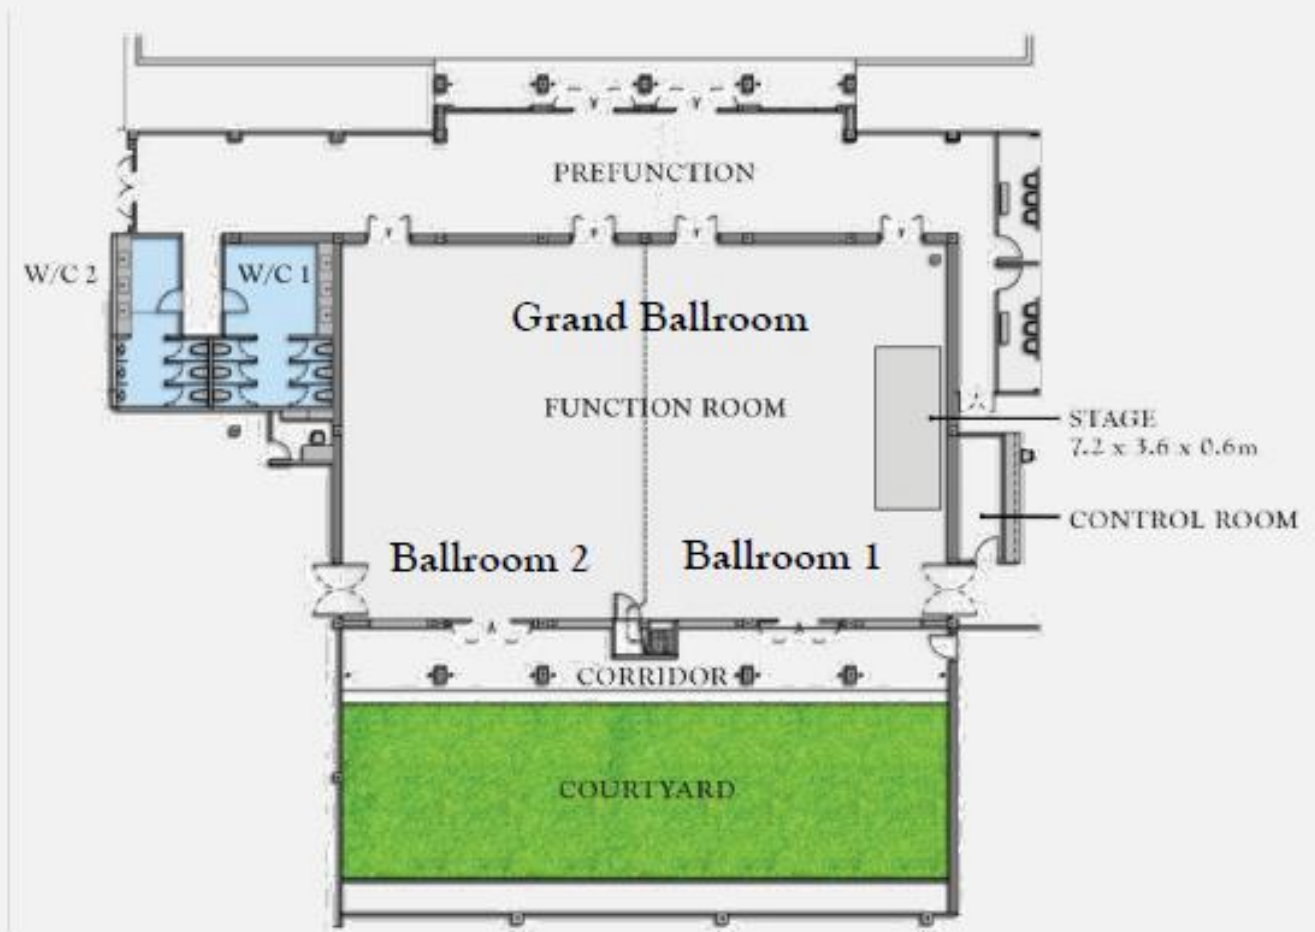 PREFUNCTION
W/C 2
W/C 1
Grand Ballroom
FUNCTION ROOM
STAGE
7.2 x 3.6 x 0.6m
CONTROL ROOM
Ballroom 2
Ballroom 1
CORRIDOR
COURTYARD